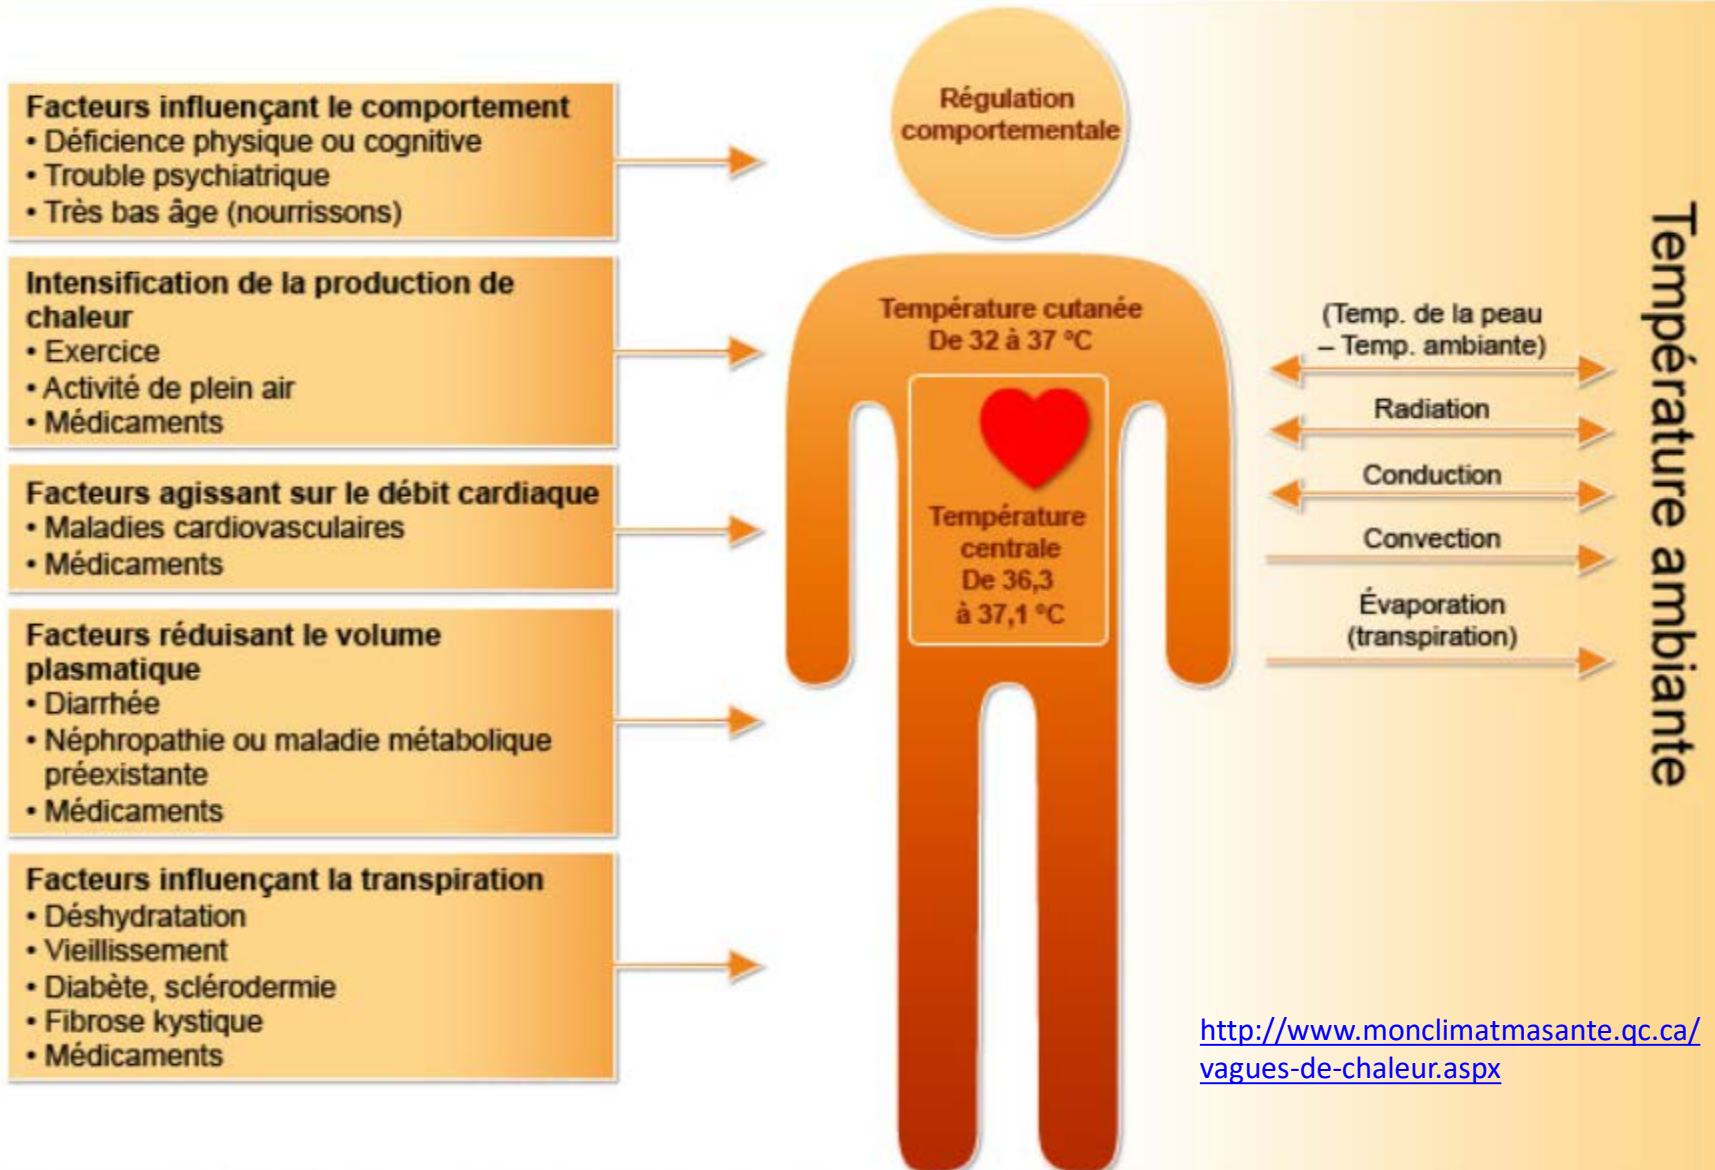 Facteurs influençant le comportement
• Déficience physique ou cognitive
• Trouble psychiatrique
• Très bas âge (nourrissons)
Intensification de la production de
chaleur
• Exercice
• Activité de plein air
• Médicaments
Facteurs agissant sur le débit cardiaque
• Maladies cardiovasculaires
• Médicaments
Facteurs réduisant le volume
plasmatique
• Diarrhée
• Néphropathie ou maladie métabolique
préexistante
• Médicaments
Facteurs influençant la transpiration
• Déshydratation
• Vieillissement
• Diabète, sclérodermie
• Fibrose kystique
• Médicaments
Régulation
comportementale
Température cutanée
De 32 à 37 °C
Température
centrale
De 36,3
à 37,1 °C
(Temp. de la peau
– Temp. ambiante)
Radiation
Conduction
Convection
Évaporation
(transpiration)
Température ambiante
http://www.monclimatmasante.qc.ca/
vagues-de-chaleur.aspx